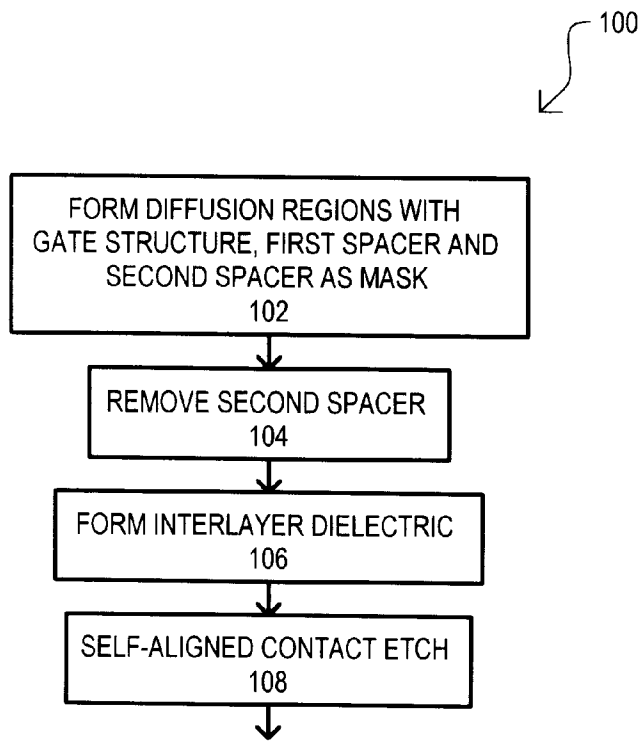 100
FORM DIFFUSION REGIONS WITH
GATE STRUCTURE, FIRST SPACER AND
SECOND SPACER AS MASK
102
REMOVE SECOND SPACER
104
FORM INTERLAYER DIELECTRIC
106
SELF-ALIGNED CONTACT ETCH
108